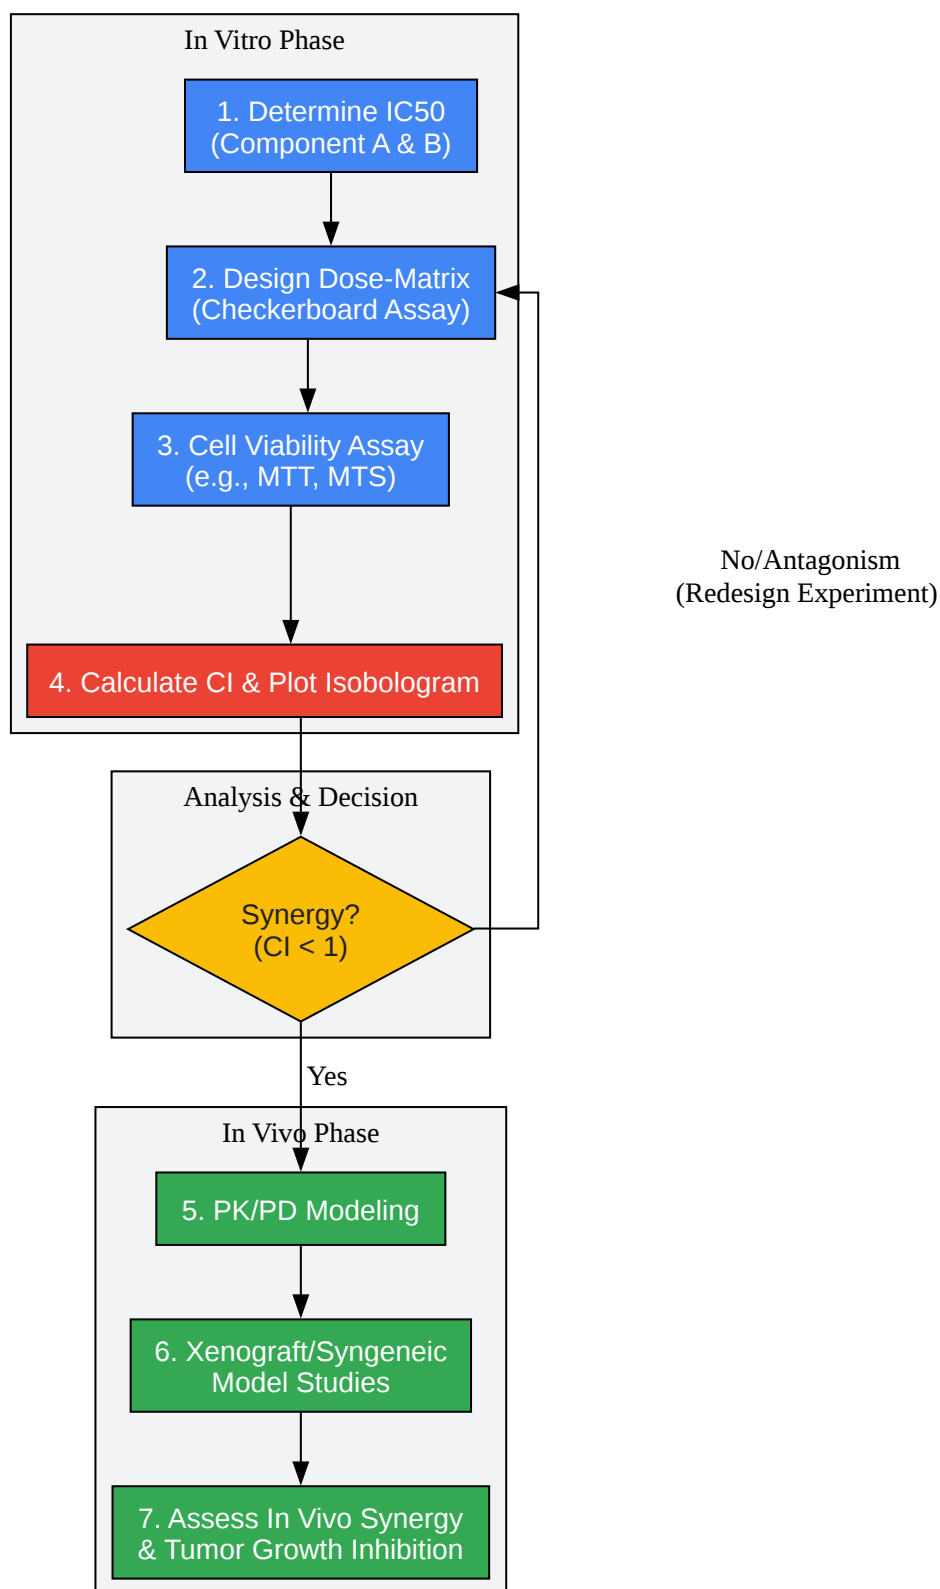 In Vitro Phase
1. Determine IC50
(Component A & B)
2. Design Dose-Matrix
(Checkerboard Assay)
3. Cell Viability Assay
(e.g., MTT, MTS)
No/Antagonism
(Redesign Experiment)
4. Calculate CI & Plot Isobologram
Analysis & Decision
Synergy?
(CI < 1)
Yes
In Vivo Phase
5. PK/PD Modeling
6. Xenograft/Syngeneic
Model Studies
7. Assess In Vivo Synergy
& Tumor Growth Inhibition